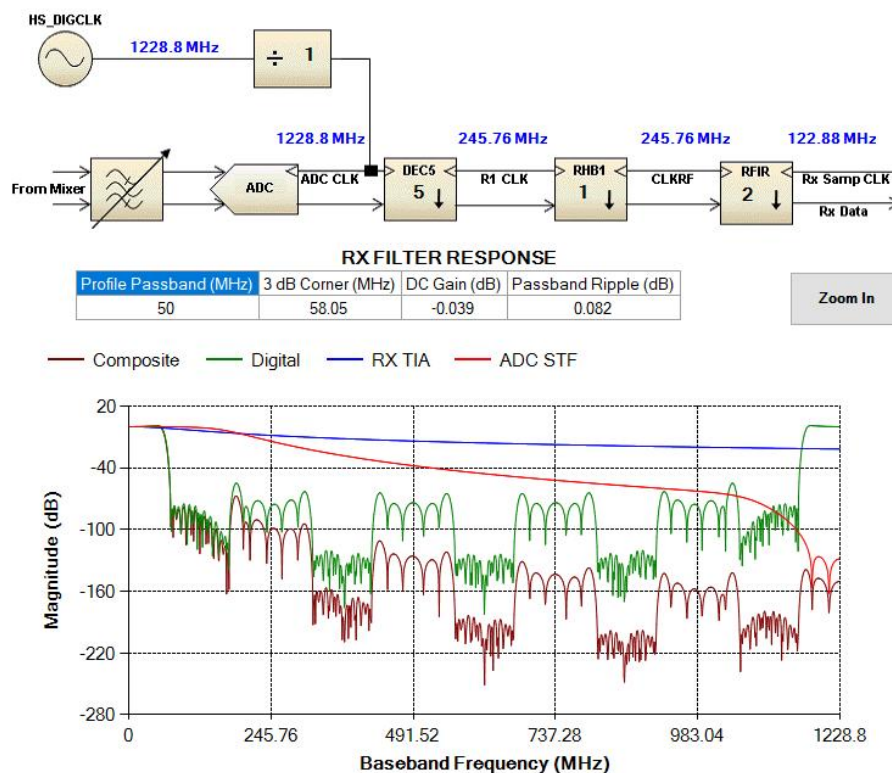 HS_DIGCLK
1228.8 MHz
÷ 1
1228.8 MHz
245.76 MHz
245.76 MHz
122.88 MHz
From Mixer
ADC
ADC CLK
DEC5
5
R1 CLK
RHB1
1
CLKRF
RFIR
2
Rx Samp CLK
Rx Data
RX FILTER RESPONSE
Profile Passband (MHz) 3 dB Corner (MHz) DC Gain (dB) Passband Ripple (dB)
50 58.05 -0.039 0.082
Zoom In
Composite Digital RX TIA ADC STF
Magnitude (dB)
20
-40
-100
-160
-220
-280
0 245.76 491.52 737.28 983.04 1228.8
Baseband Frequency (MHz)